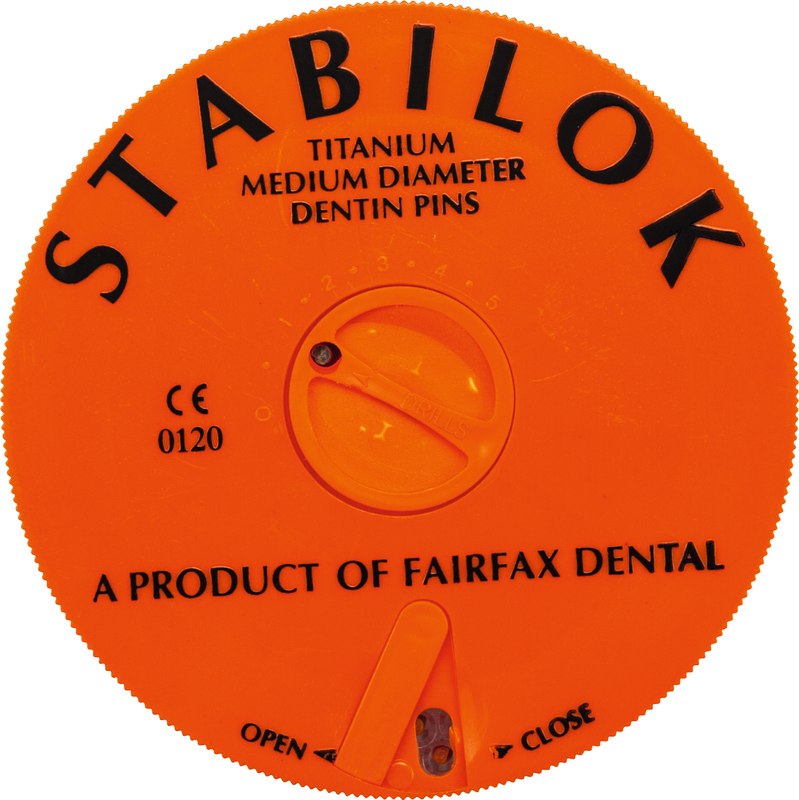 STABILOK
TITANIUM
MEDIUM DIAMETER
DENTIN PINS
0 1 2 3 4 5
DRILLS
CE
0120
A PRODUCT OF FAIRFAX DENTAL
OPEN
CLOSE